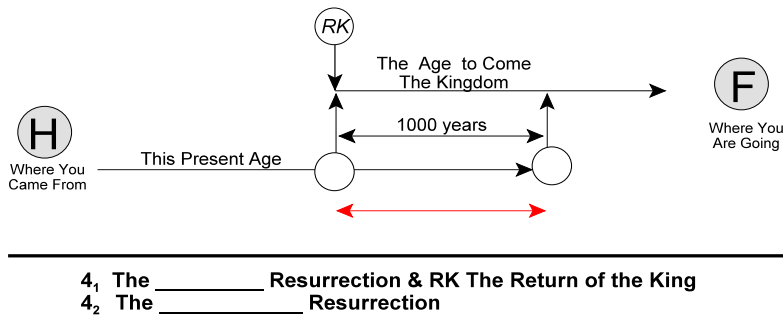 RK
The Age to Come
The Kingdom
F
H
1000 years
Where You
Are Going
This Present Age
Where You
Came From
4₁ The __________ Resurrection & RK The Return of the King
4₂ The _____________ Resurrection